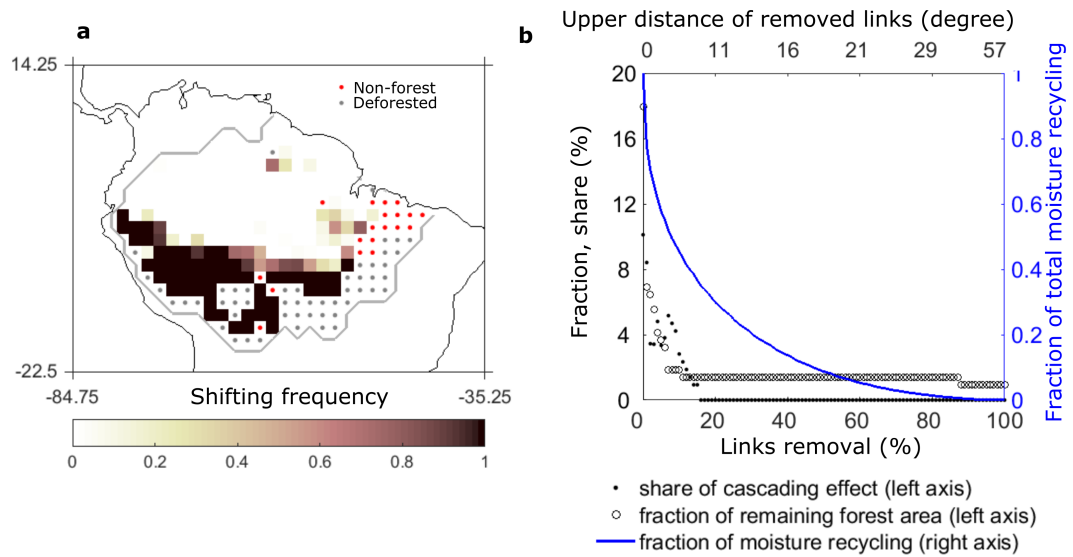 a
14.25
Non-forest
Deforested
-22.5
-84.75
Shifting frequency
-35.25
0 0.2 0.4 0.6 0.8 1
b
Upper distance of removed links (degree)
0 11 16 21 29 57
Fraction, share (%)
20
16
12
8
4
0
1
0.8
0.6
0.4
0.2
0
Fraction of total moisture recycling
0 20 40 60 80 100
Links removal (%)
share of cascading effect (left axis)
fraction of remaining forest area (left axis)
fraction of moisture recycling (right axis)